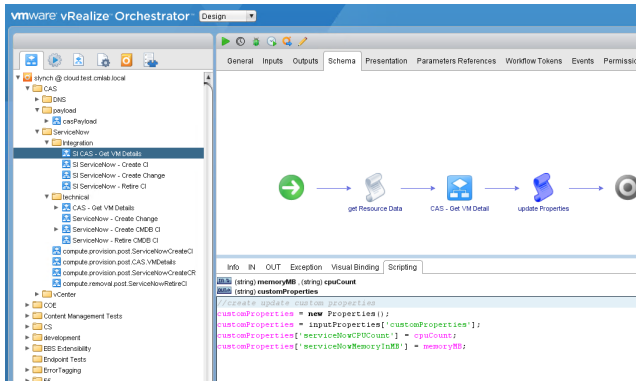 vmware vRealize Orchestrator Design
General Inputs Outputs Schema Presentation Parameters References Workflow Tokens Events Permissio
slynch @ cloud.test.cmlab.local
CAS
DNS
payload
casPayload
ServiceNow
Integration
SI CAS - Get VM Details
SI ServiceNow - Create CI
SI ServiceNow - Create Change
SI ServiceNow - Retire CI
technical
CAS - Get VM Details
ServiceNow - Create Change
ServiceNow - Create CMDB CI
ServiceNow - Retire CMDB CI
compute.provision.post.ServiceNowCreateCI
compute.provision.post.CAS.VMDetails
compute.provision.post.ServiceNowCreateCR
compute.removal.post.ServiceNowRetireCI
vCenter
COE
Content Management Tests
CS
development
EBS Extensibility
Endpoint Tests
ErrorTagging
get Resource Data CAS - Get VM Detail update Properties
Info IN OUT Exception Visual Binding Scripting
(string) memoryMB , (string) cpuCount
(string) customProperties
//create update custom properties
customProperties = new Properties();
customProperties = inputProperties['customProperties'];
customProperties['serviceNowCPUCount'] = cpuCount;
customProperties['serviceNowMemoryInMB'] = memoryMB;